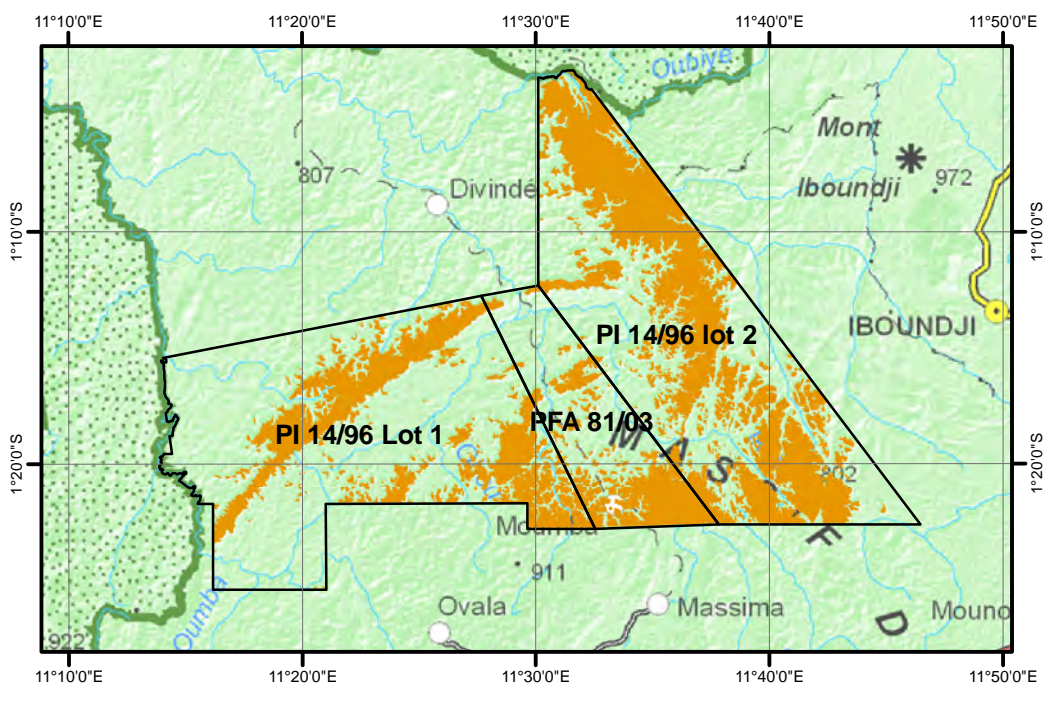 11°10'0"E 11°20'0"E 11°30'0"E 11°40'0"E 11°50'0"E
Oubiye
Mont
807
Divindé
Iboundji
972
1°10'0"S 1°10'0"S
PI 14/96 lot 2
IBOUNDJI
PFA 81/03
PI 14/96 Lot 1
M A S I F
1°20'0"S 1°20'0"S
802
Moumba
911
Oumba
Ovala
Massima
D
Mouno
922
11°10'0"E 11°20'0"E 11°30'0"E 11°40'0"E 11°50'0"E